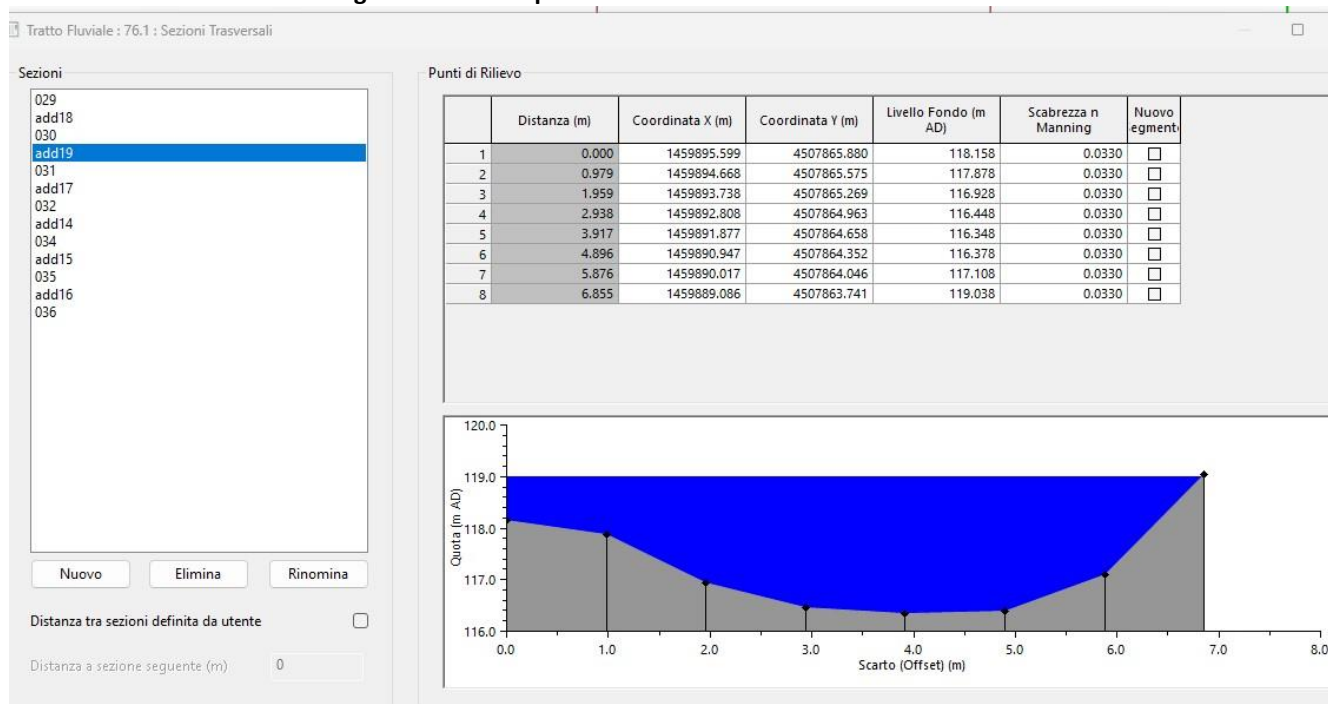 Tratto Fluviale : 76.1 : Sezioni Trasversali
Sezioni
029
add18
030
add19
031
add17
032
add14
034
add15
035
add16
036
Nuovo Elimina Rinomina
Distanza tra sezioni definita da utente
Distanza a sezione seguente (m) 0
Punti di Rilievo
Distanza (m) Coordinata X (m) Coordinata Y (m) Livello Fondo (m AD) Scabrezza n Manning Nuovo egment
1 0.000 1459895.599 4507865.880 118.158 0.0330
2 0.979 1459894.668 4507865.575 117.878 0.0330
3 1.959 1459893.738 4507865.269 116.928 0.0330
4 2.938 1459892.808 4507864.963 116.448 0.0330
5 3.917 1459891.877 4507864.658 116.348 0.0330
6 4.896 1459890.947 4507864.352 116.378 0.0330
7 5.876 1459890.017 4507864.046 117.108 0.0330
8 6.855 1459889.086 4507863.741 119.038 0.0330
120.0
119.0
118.0
117.0
116.0
Quota (m AD)
0.0 1.0 2.0 3.0 4.0 5.0 6.0 7.0 8.0
Scarto (Offset) (m)